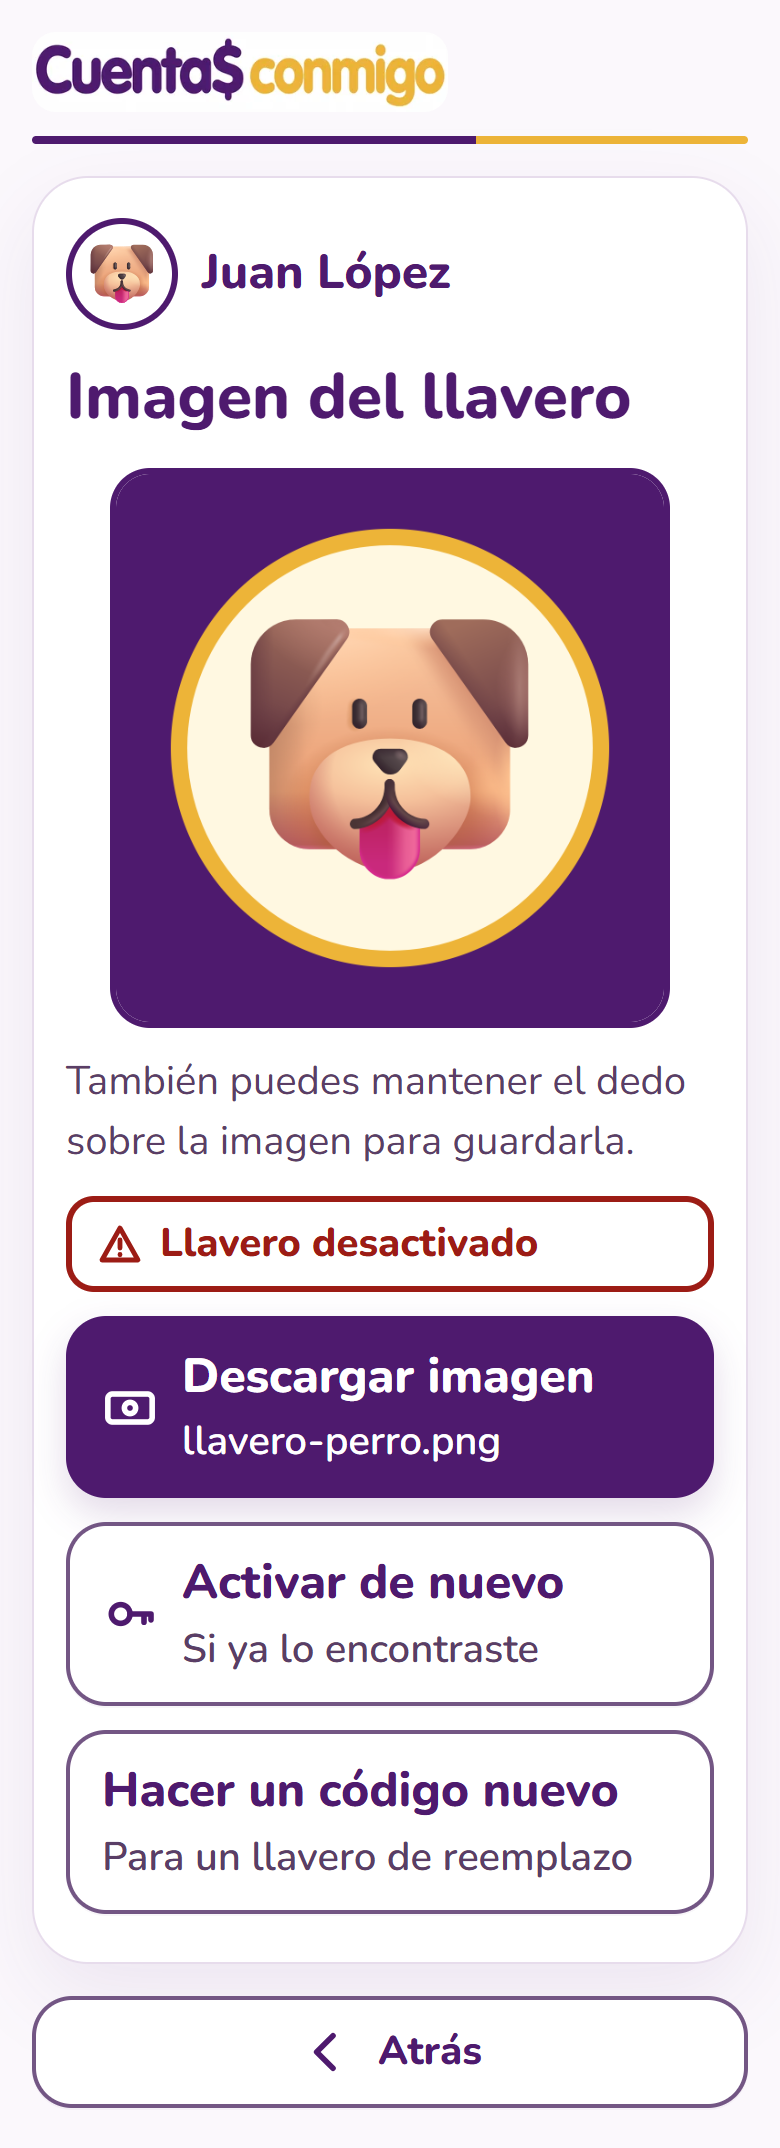 Cuenta$ conmigo
Juan López
Imagen del llavero
También puedes mantener el dedo
sobre la imagen para guardarla.
Llavero desactivado
Descargar imagen
llavero-perro.png
Activar de nuevo
Si ya lo encontraste
Hacer un código nuevo
Para un llavero de reemplazo
Atrás